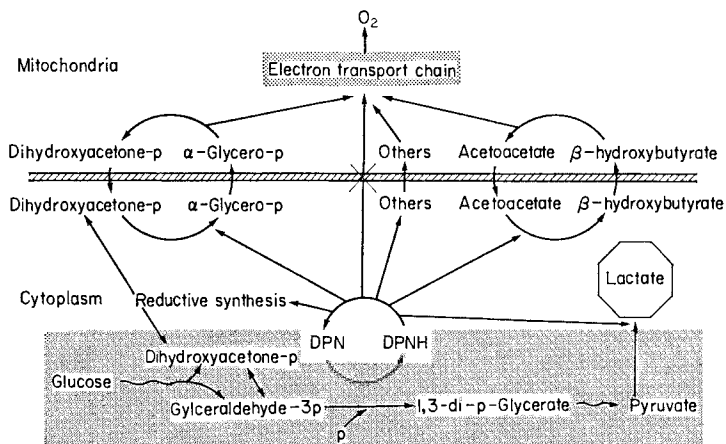 O2
Mitochondria
Electron transport chain
Dihydroxyacetone-p α-Glycero-p Others Acetoacetate β-hydroxybutyrate
Dihydroxyacetone-p α-Glycero-p Others Acetoacetate β-hydroxybutyrate
Lactate
Cytoplasm Reductive synthesis
DPN DPNH
Dihydroxyacetone-p
Glucose
Gylceraldehyde-3p 1,3-di-p-Glycerate Pyruvate
p